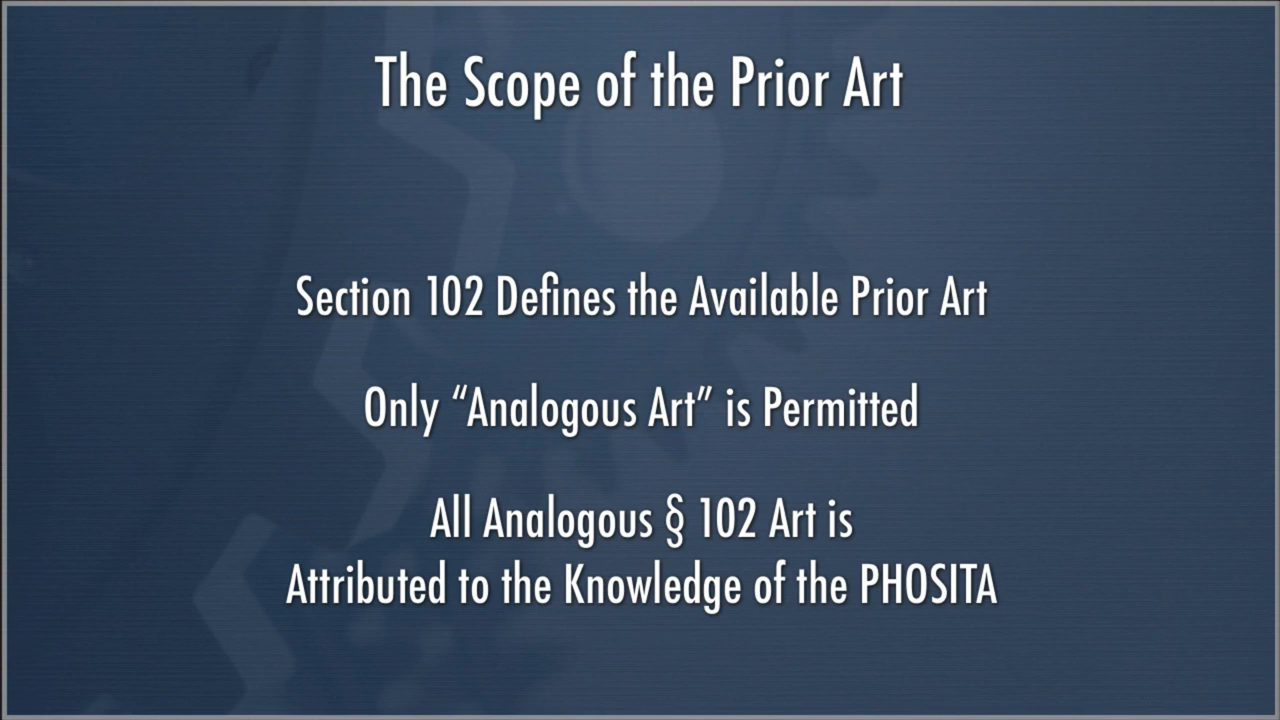 The Scope of the Prior Art
Section 102 Defines the Available Prior Art
Only “Analogous Art” is Permitted
All Analogous § 102 Art is
Attributed to the Knowledge of the PHOSITA